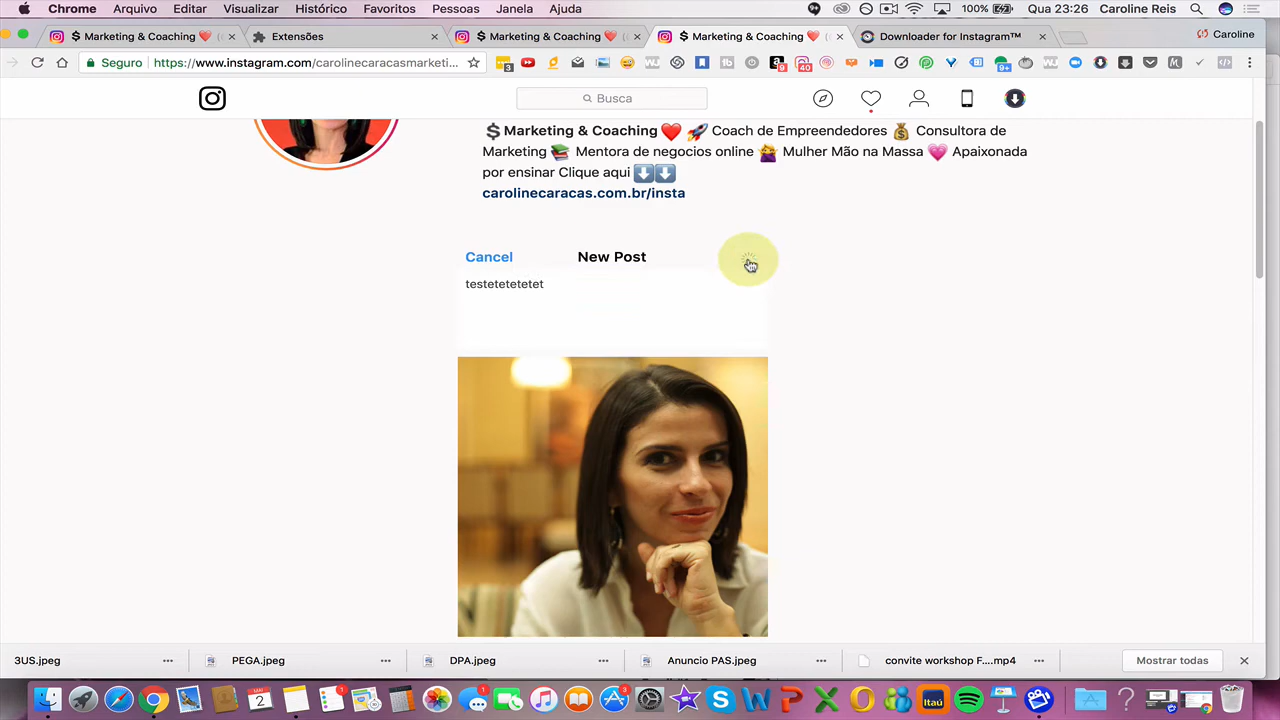 Chrome Arquivo Editar Visualizar Histórico Favoritos Pessoas Janela Ajuda 100% Qua 23:26 Caroline Reis
$ Marketing & Coaching ❤️ ( × Extensões × $ Marketing & Coaching ❤️ ( × $ Marketing & Coaching ❤️ ( × Downloader for Instagram™ × Caroline
Seguro https://www.instagram.com/carolinecaracasmarketi...
Busca
$ Marketing & Coaching ❤️ 🚀 Coach de Empreendedores 💰 Consultora de
Marketing 📚 Mentora de negocios online 🙇‍♀️ Mulher Mão na Massa 💗 Apaixonada
por ensinar Clique aqui ⬇️⬇️
carolinecaracas.com.br/insta
Cancel New Post
testetetetetet
3US.jpeg PEGA.jpeg DPA.jpeg Anuncio PAS.jpeg convite workshop F....mp4 Mostrar todas